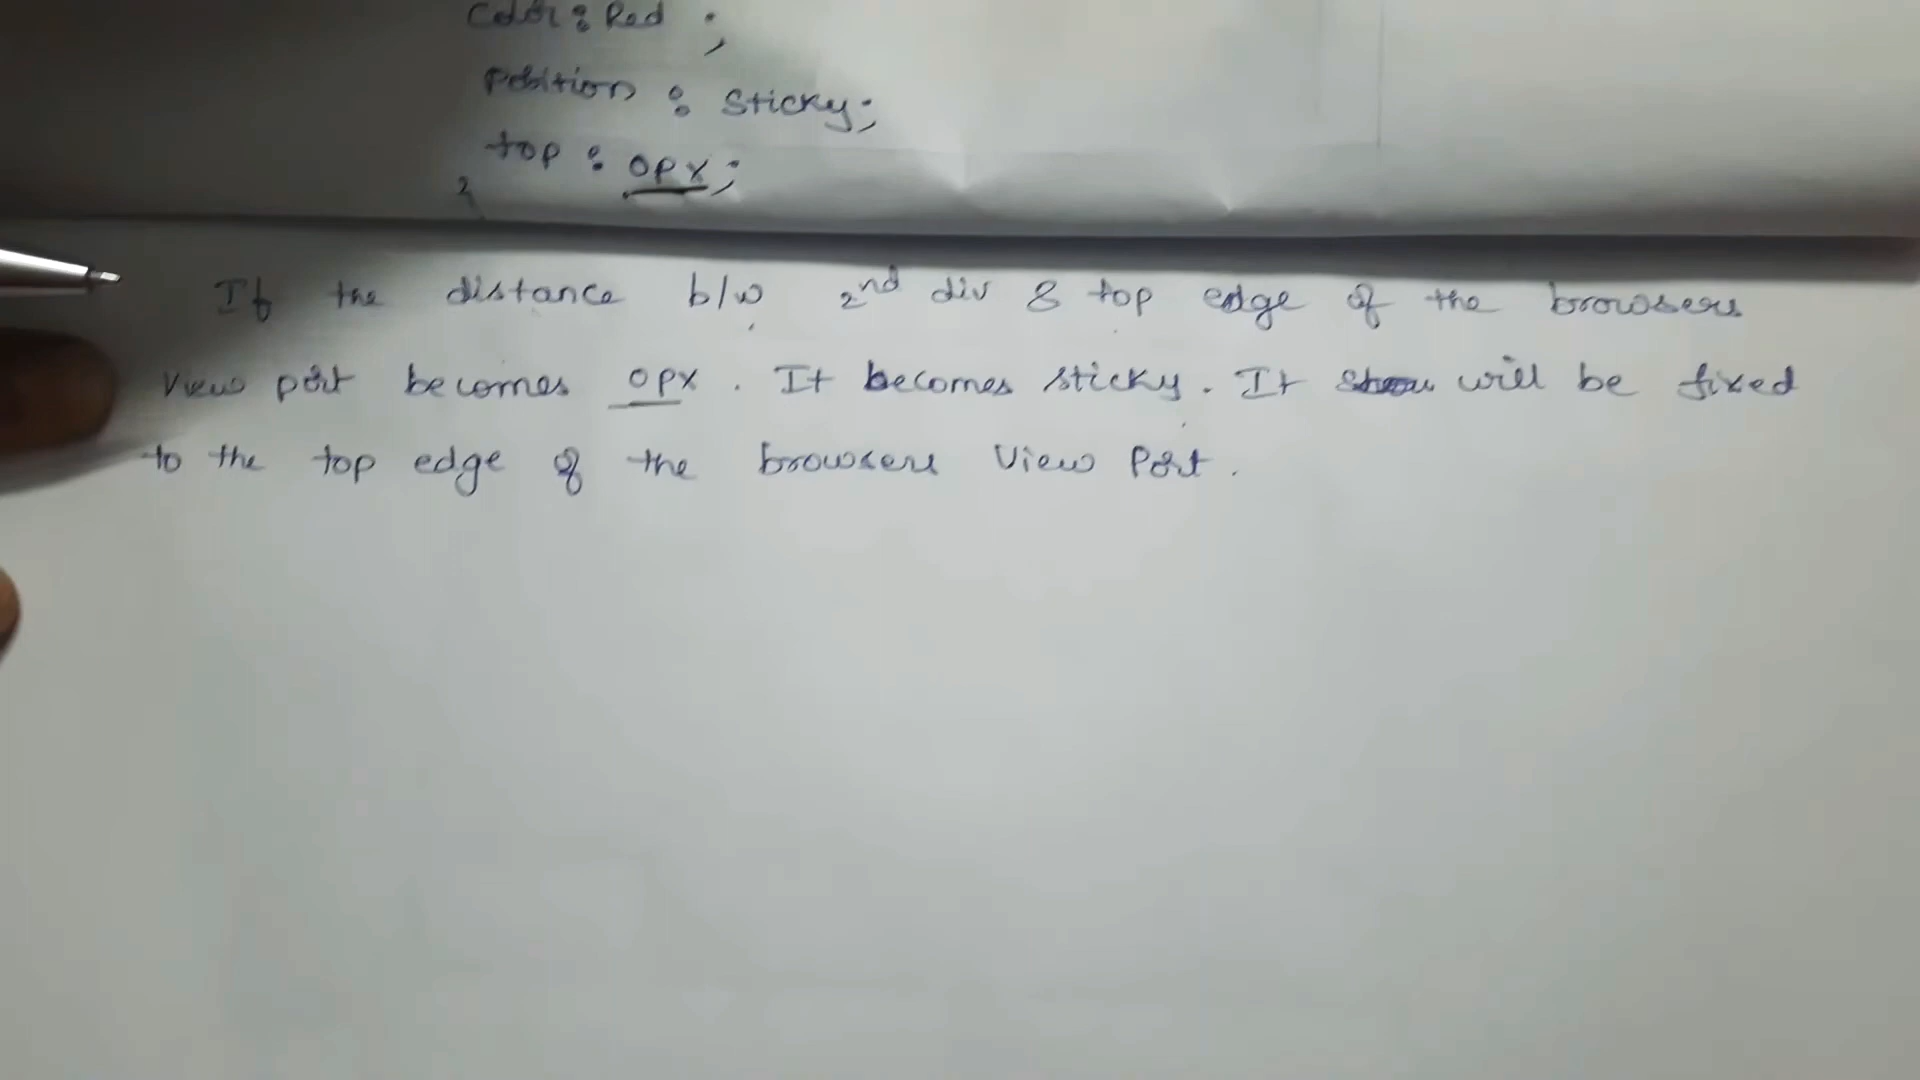 Color : Red ;
Position : Sticky;
top : 0px;
}
If the distance b/w 2nd div & top edge of the browsers
View port becomes 0px . It becomes sticky. It will be fixed
to the top edge of the browsers View Port .